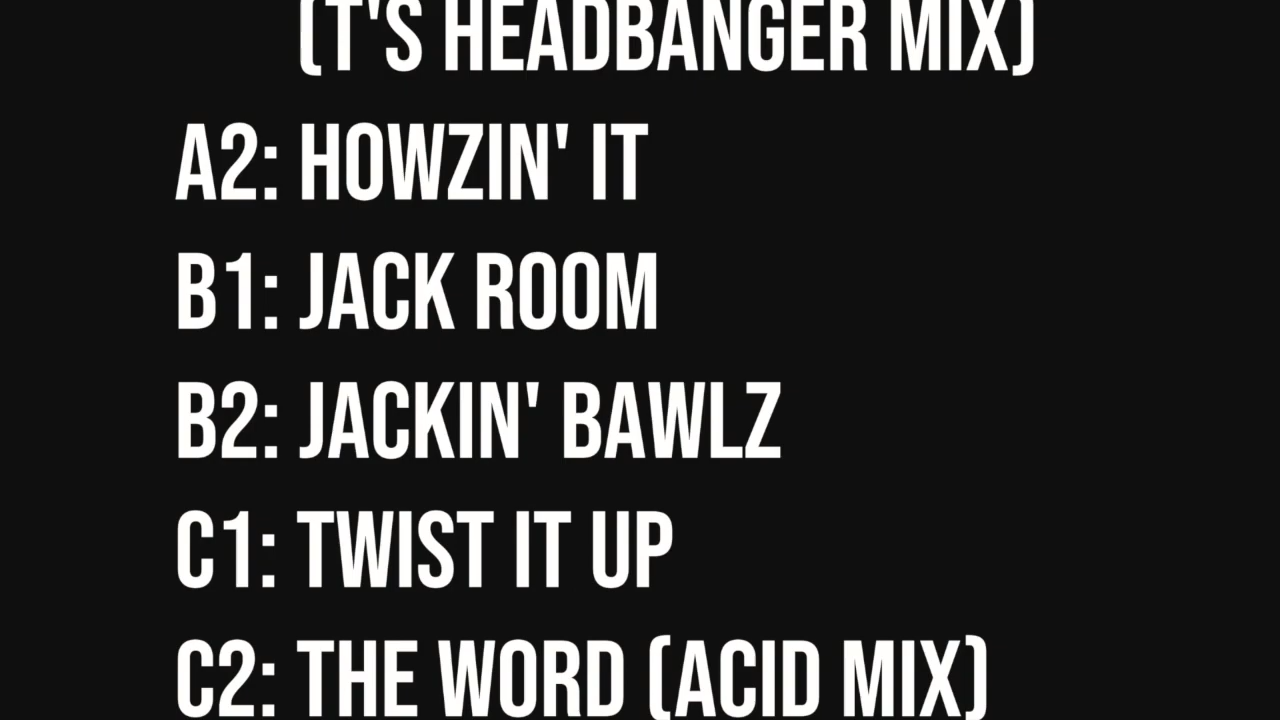 (T'S HEADBANGER MIX)
A2: HOWZIN' IT
B1: JACK ROOM
B2: JACKIN' BAWLZ
C1: TWIST IT UP
C2: THE WORD (ACID MIX)